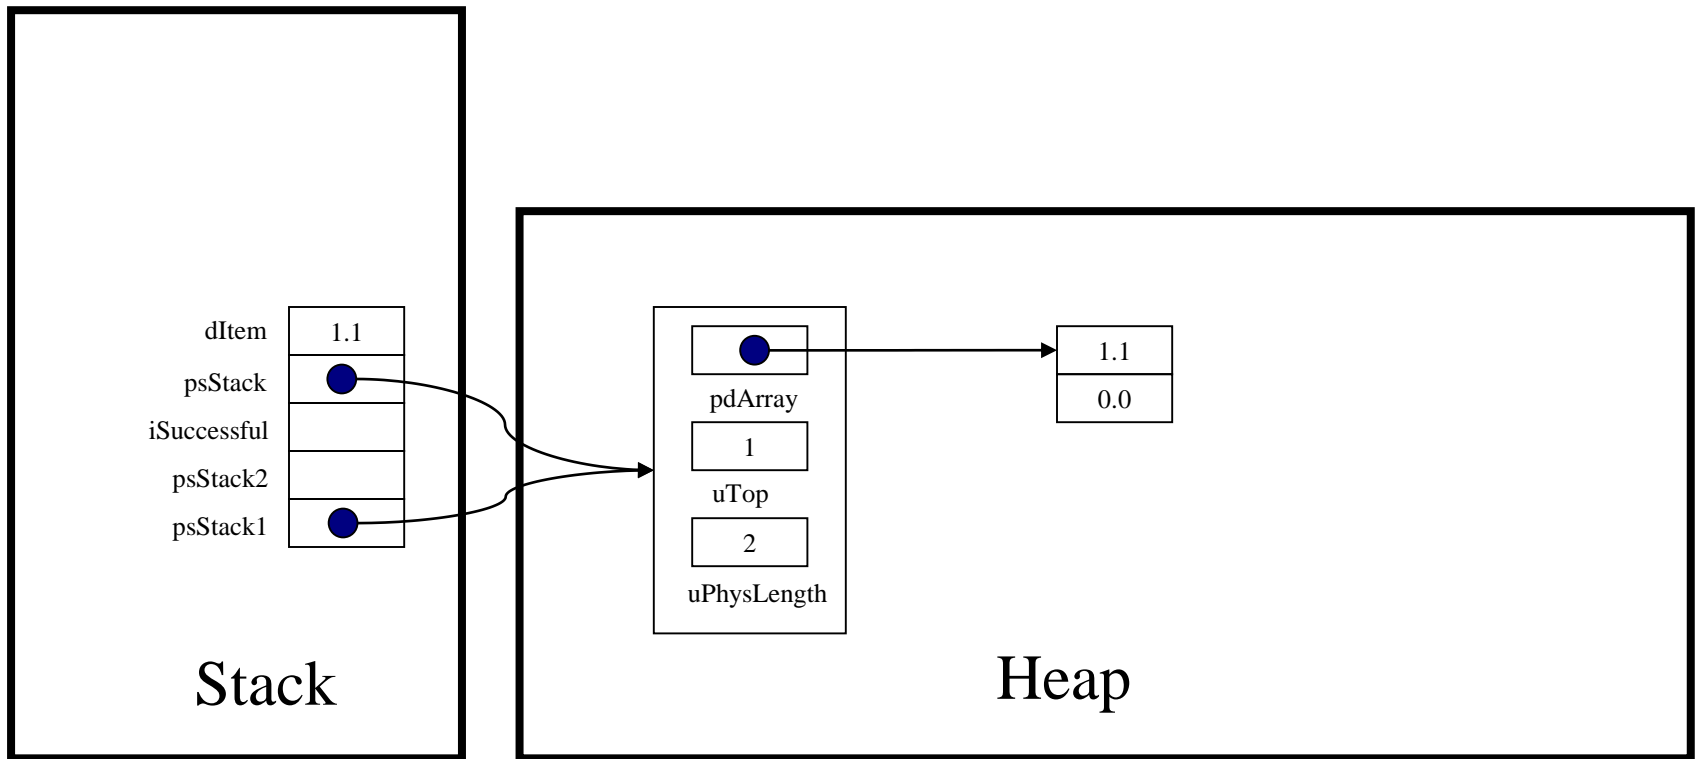 dItem 1.1
psStack
iSuccessful
psStack2
psStack1
Stack
pdArray
1
uTop
2
uPhysLength
1.1
0.0
Heap